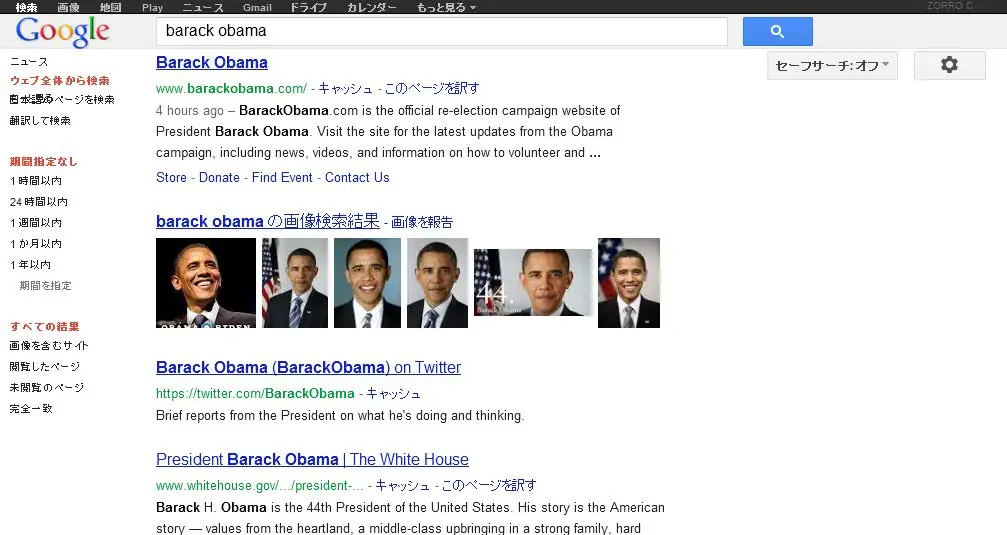 検索 画像 地図 Play ニュース Gmail ドライブ カレンダー もっと見る
ZORRO C
Google
barack obama
セーフサーチ: オフ
ニュース
ウェブ全体から検索
ページを検索
翻訳して検索
期間指定なし
1 時間以内
24 時間以内
1 週間以内
1 か月以内
1 年以内
期間を指定
すべての結果
画像を含むサイト
閲覧したページ
未閲覧のページ
完全一致
Barack Obama
www.barackobama.com/ - キャッシュ - このページを訳す
4 hours ago – BarackObama.com is the official re-election campaign website of
President Barack Obama. Visit the site for the latest updates from the Obama
campaign, including news, videos, and information on how to volunteer and ...
Store - Donate - Find Event - Contact Us
barack obama の画像検索結果 - 画像を報告
OBAMA BIDEN
44.
Barack Obama (BarackObama) on Twitter
https://twitter.com/BarackObama - キャッシュ
Brief reports from the President on what he's doing and thinking.
President Barack Obama | The White House
www.whitehouse.gov/.../president-... - キャッシュ - このページを訳す
Barack H. Obama is the 44th President of the United States. His story is the American
story — values from the heartland, a middle-class upbringing in a strong family, hard